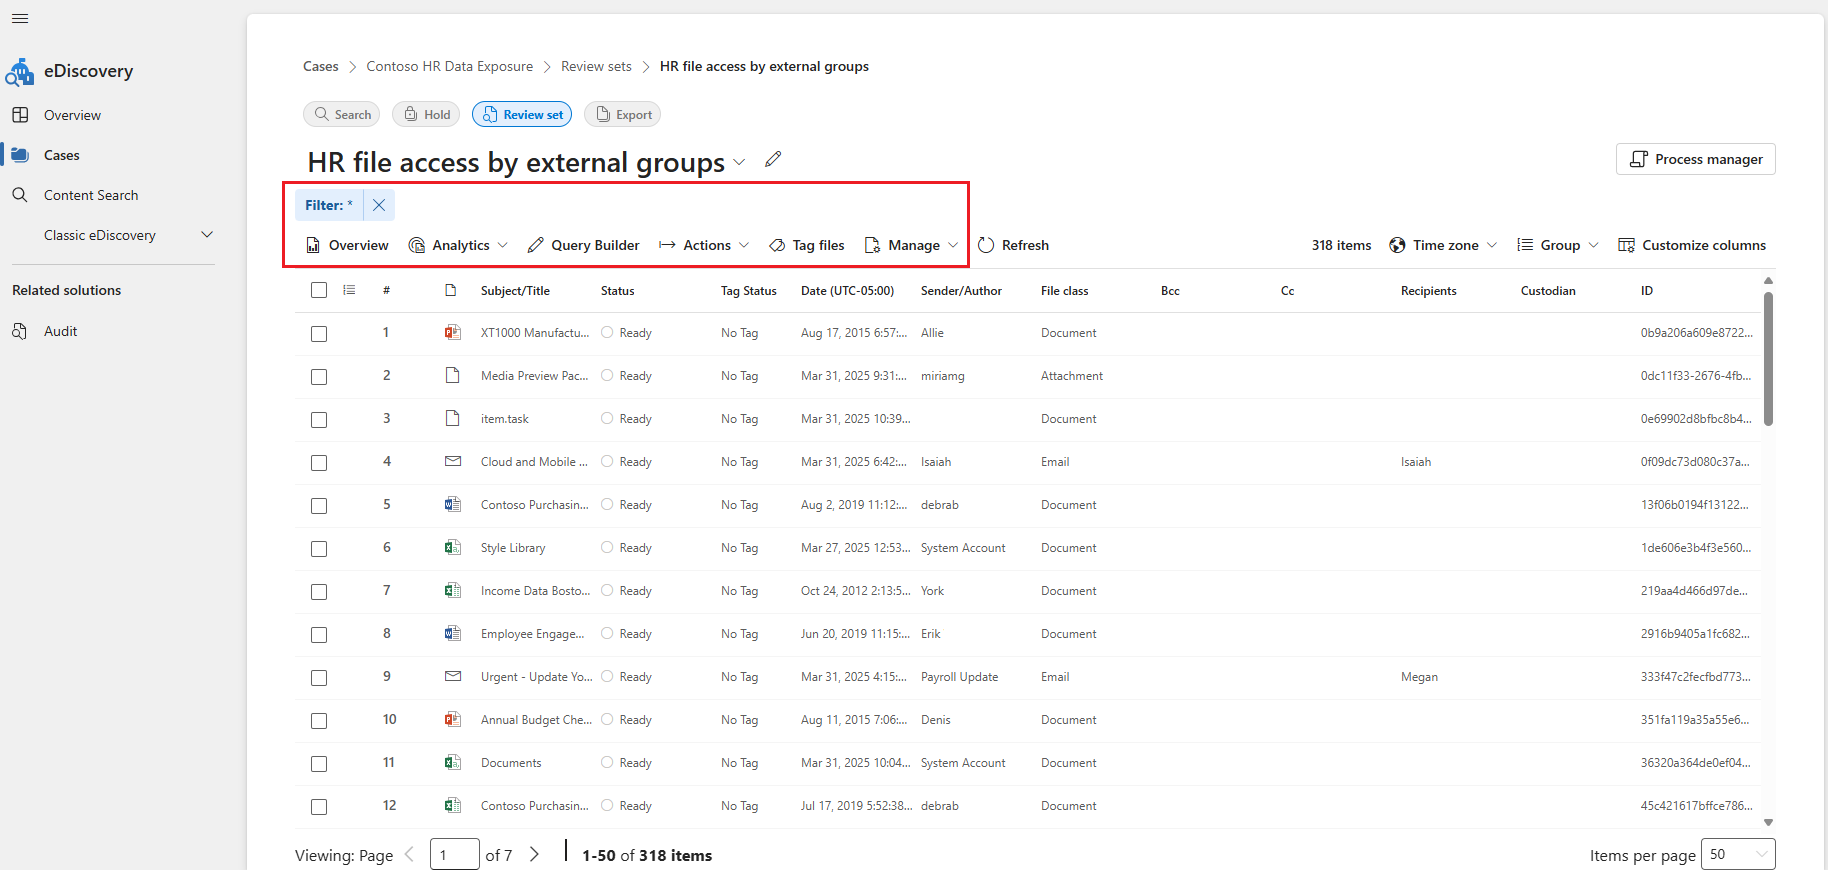 eDiscovery
Overview
Cases
Content Search
Classic eDiscovery
Related solutions
Audit
Cases > Contoso HR Data Exposure > Review sets > HR file access by external groups
Search Hold Review set Export
HR file access by external groups
Process manager
Filter: *
Overview Analytics Query Builder Actions Tag files Manage Refresh 318 items Time zone Group Customize columns
# Subject/Title Status Tag Status Date (UTC-05:00) Sender/Author File class Bcc Cc Recipients Custodian ID
1 XT1000 Manufactu... Ready No Tag Aug 17, 2015 6:57:... Allie Document 0b9a206a609e8722...
2 Media Preview Pac... Ready No Tag Mar 31, 2025 9:31:... miriamg Attachment 0dc11f33-2676-4fb...
3 item.task Ready No Tag Mar 31, 2025 10:39... Document 0e69902d8bfbc8b4...
4 Cloud and Mobile ... Ready No Tag Mar 31, 2025 6:42:... Isaiah Email Isaiah 0f09dc73d080c37a...
5 Contoso Purchasin... Ready No Tag Aug 2, 2019 11:12:... debrab Document 13f06b0194f13122...
6 Style Library Ready No Tag Mar 27, 2025 12:53... System Account Document 1de606e3b4f3e560...
7 Income Data Bosto... Ready No Tag Oct 24, 2012 2:13:5... York Document 219aa4d466d97de...
8 Employee Engage... Ready No Tag Jun 20, 2019 11:15:... Erik Document 2916b9405a1fc682...
9 Urgent - Update Yo... Ready No Tag Mar 31, 2025 4:15:... Payroll Update Email Megan 333f47c2fecfbd773...
10 Annual Budget Che... Ready No Tag Aug 11, 2015 7:06:... Denis Document 351fa119a35a55e6...
11 Documents Ready No Tag Mar 31, 2025 10:04... System Account Document 36320a364de0ef04...
12 Contoso Purchasin... Ready No Tag Jul 17, 2019 5:52:38... debrab Document 45c421617bffce786...
Viewing: Page 1 of 7 1-50 of 318 items Items per page 50